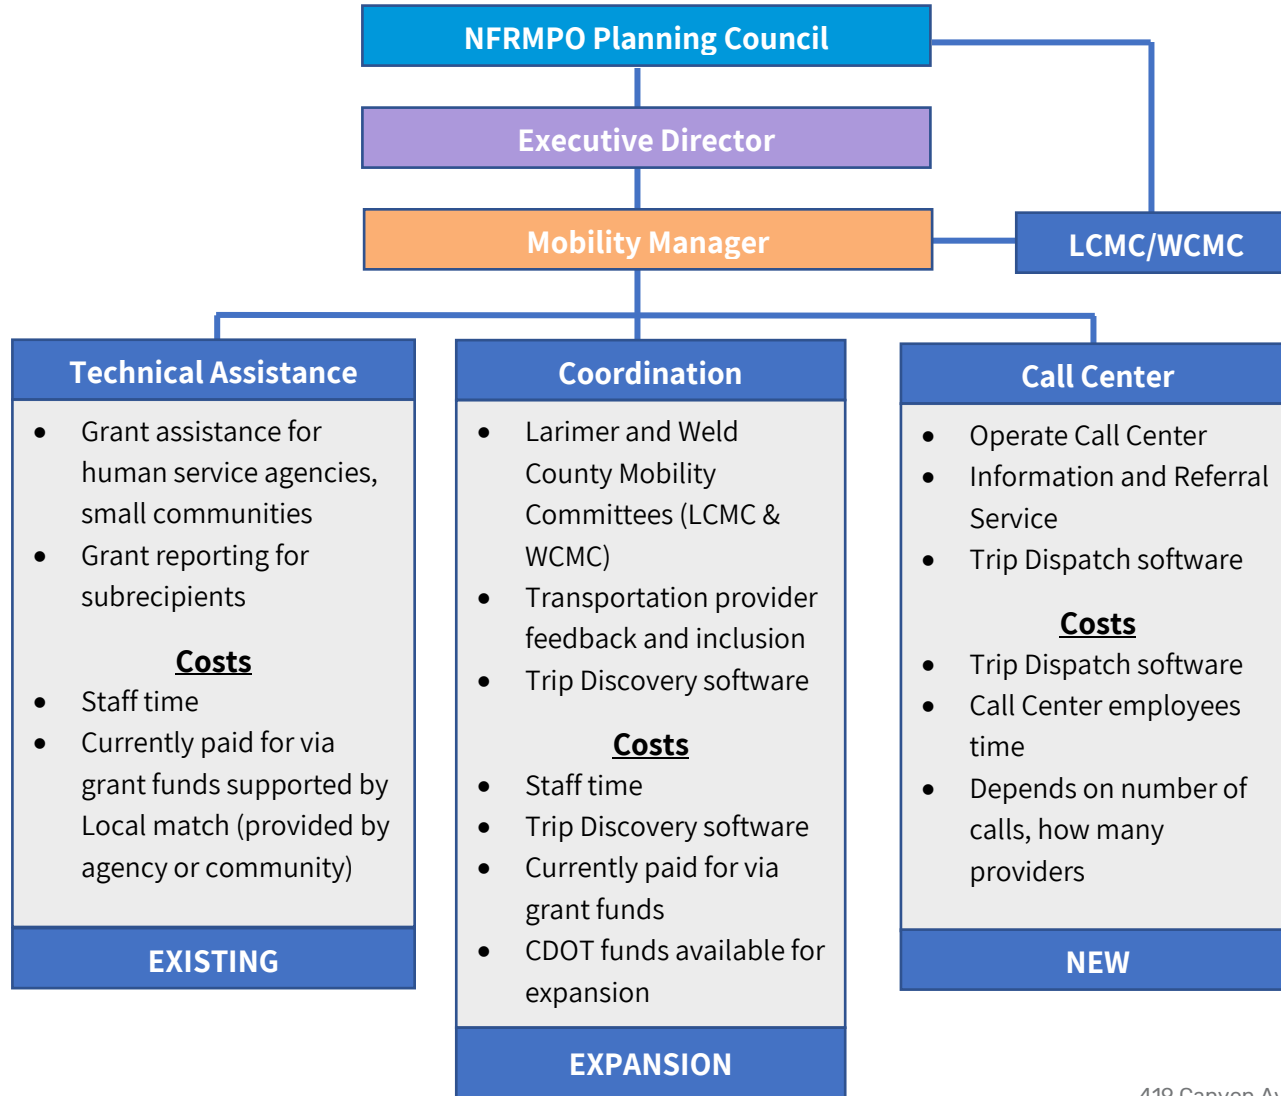 NFRMPO Planning Council
Executive Director
Mobility Manager
LCMC/WCMC
Technical Assistance
• Grant assistance for
human service agencies,
small communities
• Grant reporting for
subrecipients
Costs
• Staff time
• Currently paid for via
grant funds supported by
Local match (provided by
agency or community)
EXISTING
Coordination
• Larimer and Weld
County Mobility
Committees (LCMC &
WCMC)
• Transportation provider
feedback and inclusion
• Trip Discovery software
Costs
• Staff time
• Trip Discovery software
• Currently paid for via
grant funds
• CDOT funds available for
expansion
EXPANSION
Call Center
• Operate Call Center
• Information and Referral
Service
• Trip Dispatch software
Costs
• Trip Dispatch software
• Call Center employees
time
• Depends on number of
calls, how many
providers
NEW
419 Canyon Av